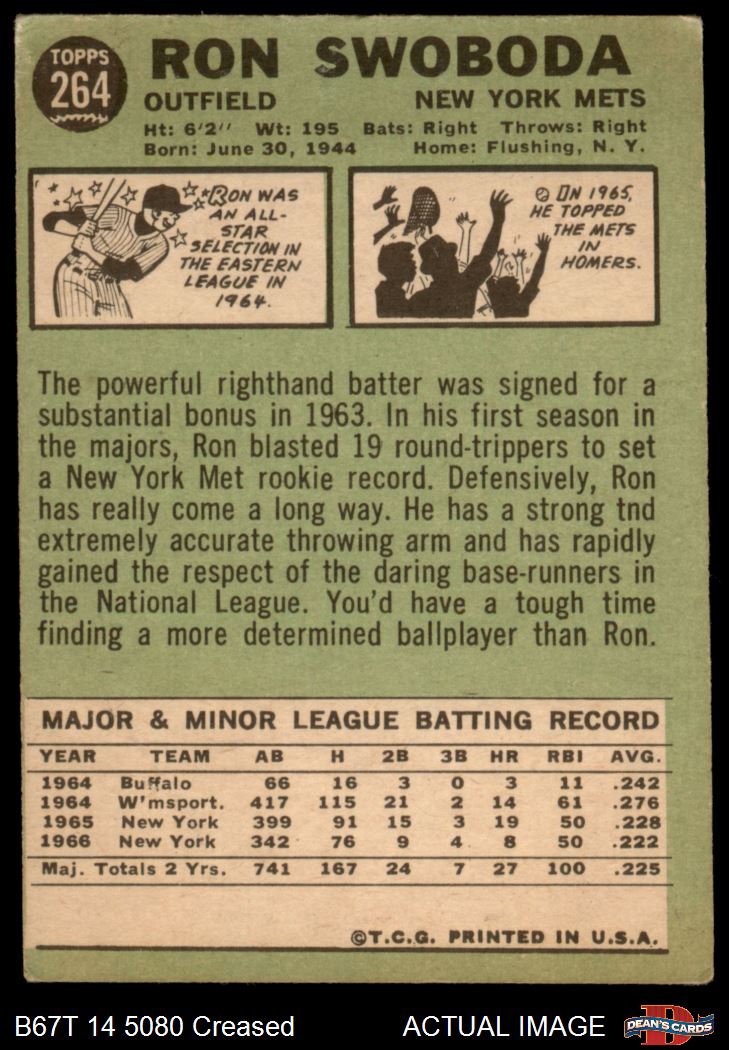 TOPPS
264
RON SWOBODA
OUTFIELD NEW YORK METS
Ht: 6'2" Wt: 195 Bats: Right Throws: Right
Born: June 30, 1944 Home: Flushing, N. Y.
RON WAS
AN ALL-
STAR
SELECTION IN
THE EASTERN
LEAGUE IN
1964.
IN 1965,
HE TOPPED
THE METS
IN
HOMERS.
The powerful righthand batter was signed for a
substantial bonus in 1963. In his first season in
the majors, Ron blasted 19 round-trippers to set
a New York Met rookie record. Defensively, Ron
has really come a long way. He has a strong tnd
extremely accurate throwing arm and has rapidly
gained the respect of the daring base-runners in
the National League. You'd have a tough time
finding a more determined ballplayer than Ron.
MAJOR & MINOR LEAGUE BATTING RECORD
YEAR TEAM AB H 2B 3B HR RBI AVG.
1964 Buffalo 66 16 3 0 3 11 .242
1964 W'msport. 417 115 21 2 14 61 .276
1965 New York 399 91 15 3 19 50 .228
1966 New York 342 76 9 4 8 50 .222
Maj. Totals 2 Yrs. 741 167 24 7 27 100 .225
©T.C.G. PRINTED IN U.S.A.
B67T 14 5080 Creased ACTUAL IMAGE
D
DEAN'S CARDS